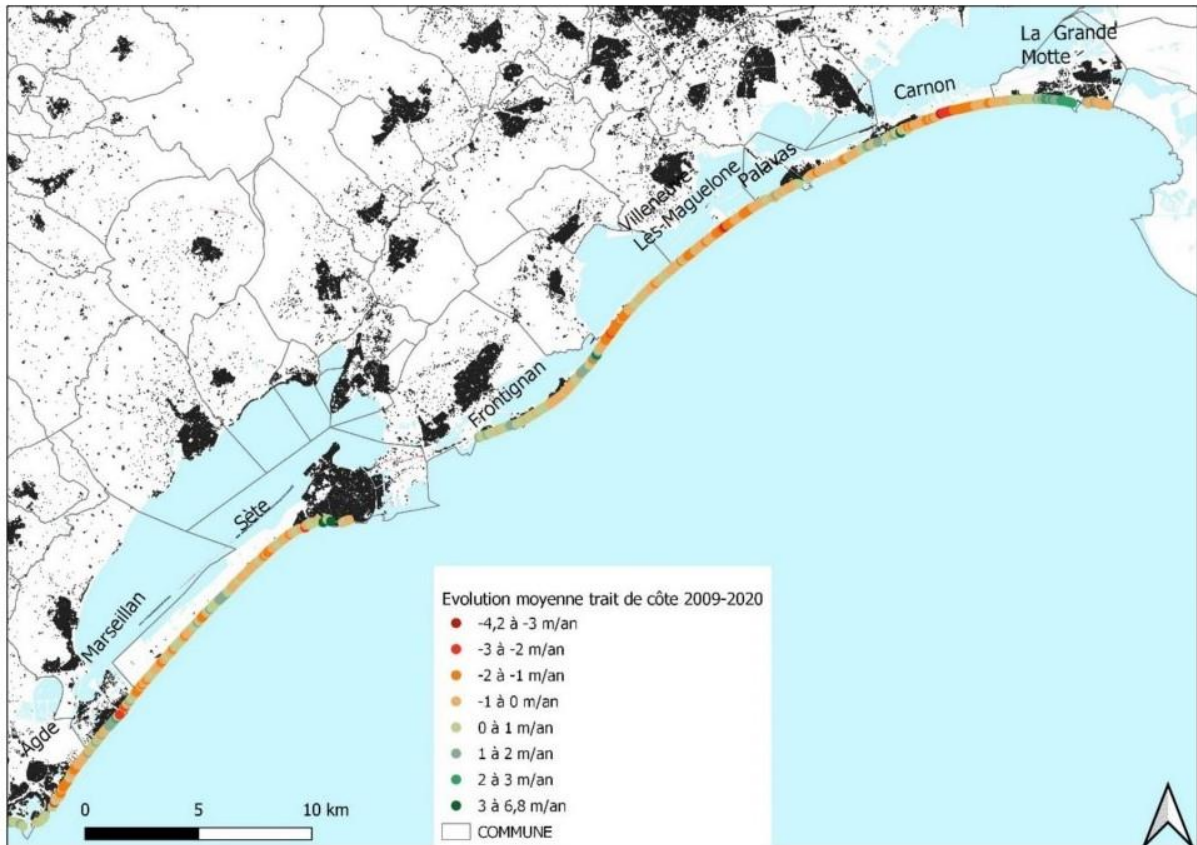 La Grande
Motte
Carnon
Palavas
Villeneuve
Les-Maguelone
Frontignan
Sète
Marseillan
Agde
Evolution moyenne trait de côte 2009-2020
-4,2 à -3 m/an
-3 à -2 m/an
-2 à -1 m/an
-1 à 0 m/an
0 à 1 m/an
1 à 2 m/an
2 à 3 m/an
3 à 6,8 m/an
COMMUNE
0 5 10 km